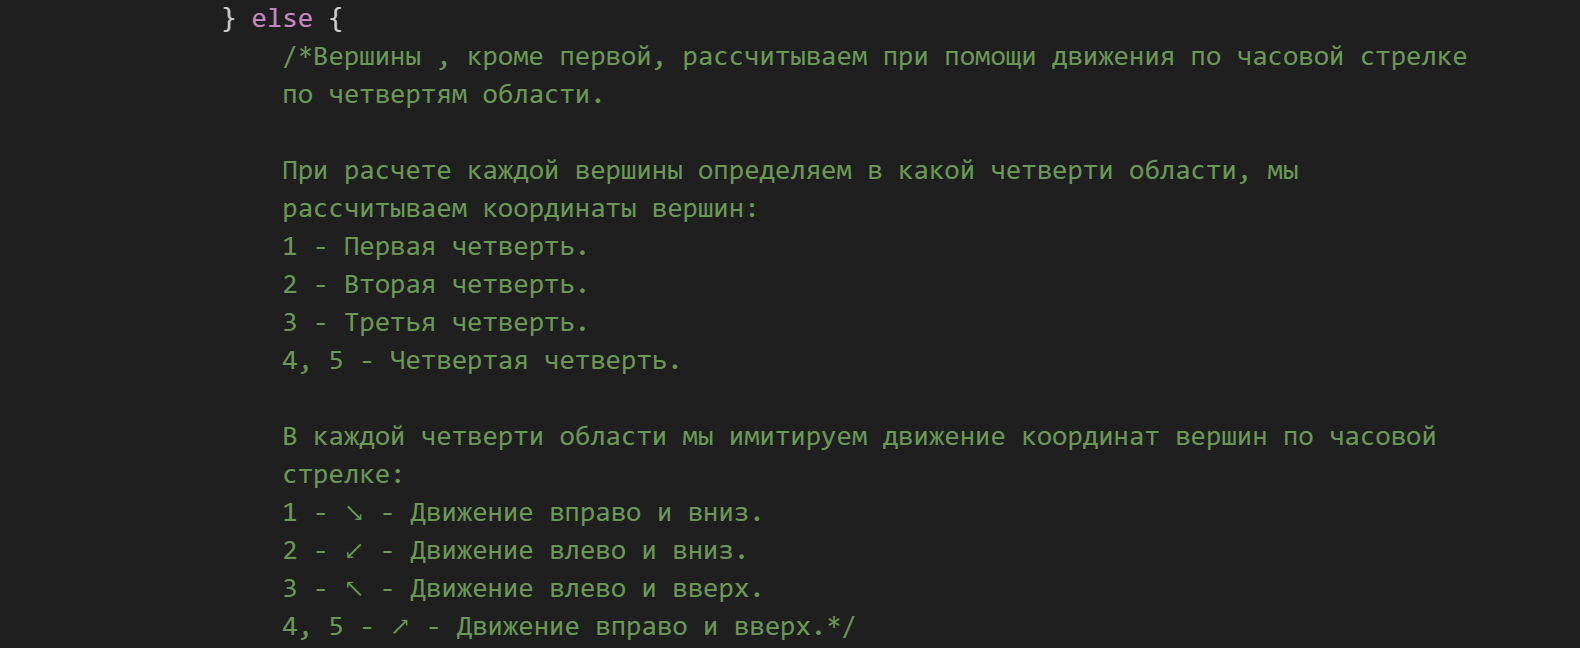 } else {
/*Вершины , кроме первой, рассчитываем при помощи движения по часовой стрелке
по четвертям области.
При расчете каждой вершины определяем в какой четверти области, мы
рассчитываем координаты вершин:
1 - Первая четверть.
2 - Вторая четверть.
3 - Третья четверть.
4, 5 - Четвертая четверть.
В каждой четверти области мы имитируем движение координат вершин по часовой
стрелке:
1 - ↘ - Движение вправо и вниз.
2 - ↙ - Движение влево и вниз.
3 - ↖ - Движение влево и вверх.
4, 5 - ↗ - Движение вправо и вверх.*/